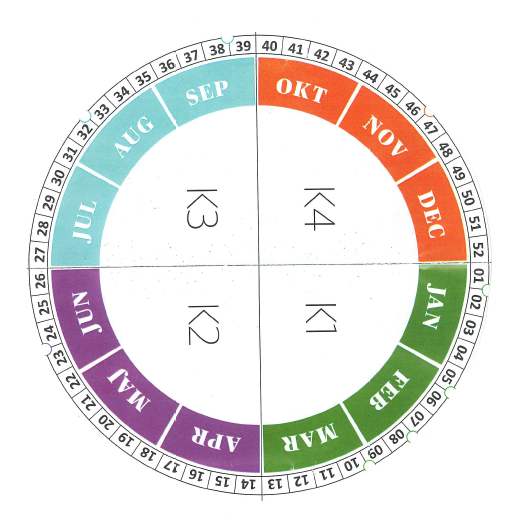 40 41 42 43 44 45 46 47 48 49 50 51 52
01 02 03 04 05 06 07 08 09 10 11 12 13
14 15 16 17 18 19 20 21 22 23 24 25 26
27 28 29 30 31 32 33 34 35 36 37 38 39
OKT
NOV
DEC
JAN
FEB
MAR
APR
MAJ
JUN
JUL
AUG
SEP
K4
K1
K2
K3